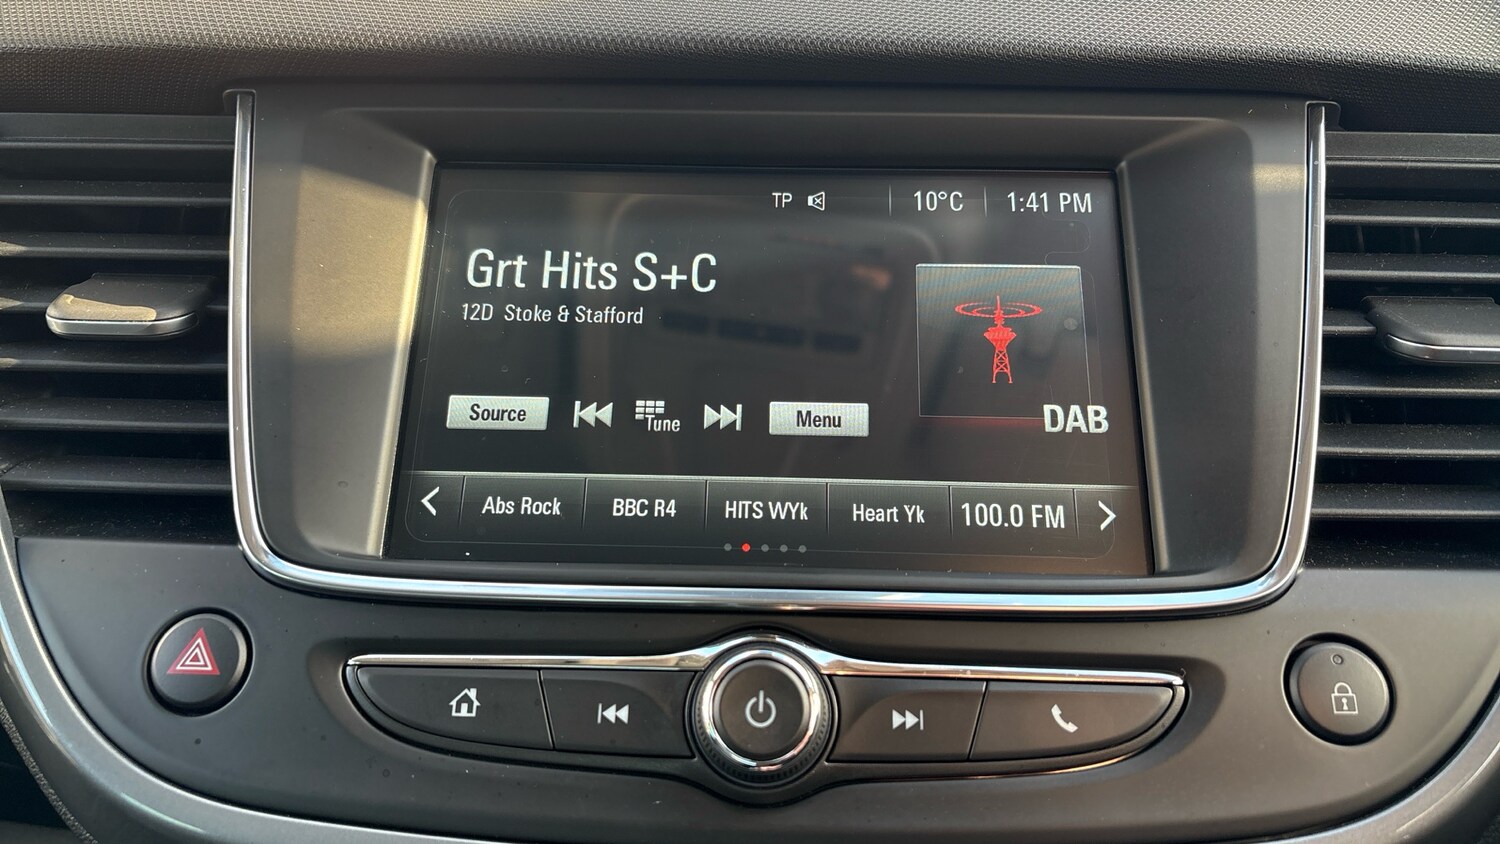 TP 10°C 1:41 PM
Grt Hits S+C
12D Stoke & Stafford
Source Tune Menu
DAB
Abs Rock BBC R4 HITS WYk Heart Yk 100.0 FM